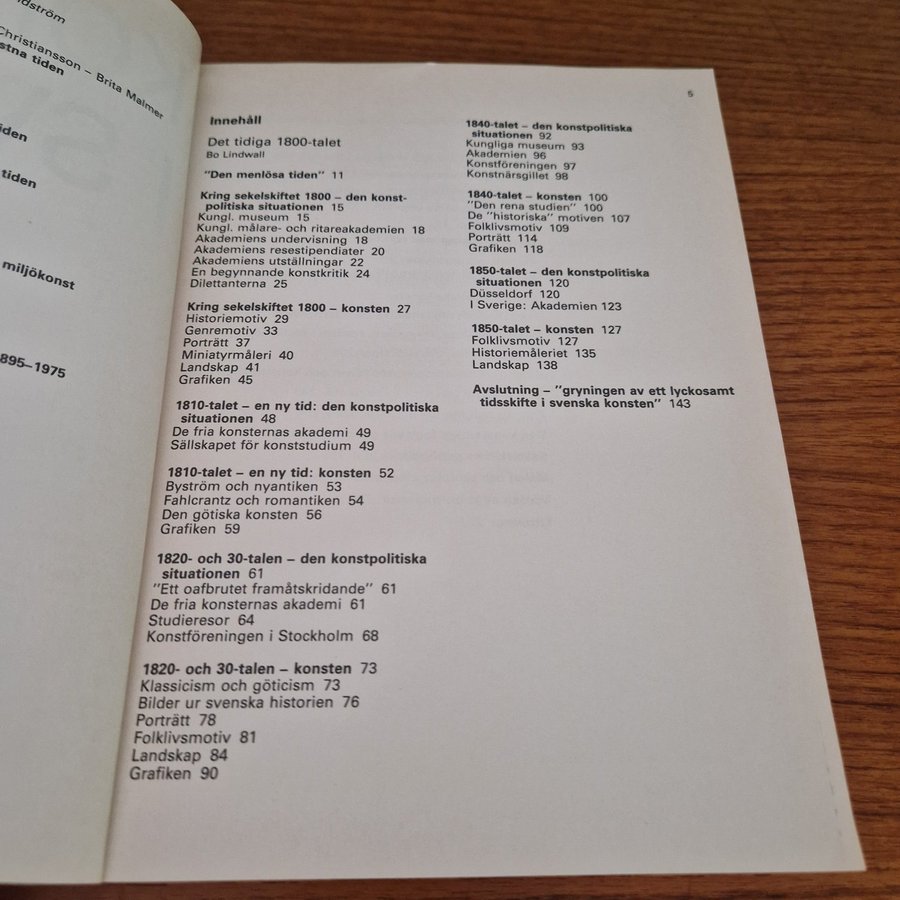 dström
Christiansson – Brita Malmer
stna tiden
iden
tiden
miljökonst
895–1975
5
Innehåll
Det tidiga 1800-talet
Bo Lindwall
"Den menlösa tiden" 11
Kring sekelskiftet 1800 – den konst-
politiska situationen 15
Kungl. museum 15
Kungl. målare- och ritareakademien 18
Akademiens undervisning 18
Akademiens resestipendiater 20
Akademiens utställningar 22
En begynnande konstkritik 24
Dilettanterna 25
Kring sekelskiftet 1800 – konsten 27
Historiemotiv 29
Genremotiv 33
Porträtt 37
Miniatyrmåleri 40
Landskap 41
Grafiken 45
1810-talet – en ny tid: den konstpolitiska
situationen 48
De fria konsternas akademi 49
Sällskapet för konststudium 49
1810-talet – en ny tid: konsten 52
Byström och nyantiken 53
Fahlcrantz och romantiken 54
Den götiska konsten 56
Grafiken 59
1820- och 30-talen – den konstpolitiska
situationen 61
"Ett oafbrutet framåtskridande" 61
De fria konsternas akademi 61
Studieresor 64
Konstföreningen i Stockholm 68
1820- och 30-talen – konsten 73
Klassicism och göticism 73
Bilder ur svenska historien 76
Porträtt 78
Folklivsmotiv 81
Landskap 84
Grafiken 90
1840-talet – den konstpolitiska
situationen 92
Kungliga museum 93
Akademien 96
Konstföreningen 97
Konstnärsgillet 98
1840-talet – konsten 100
"Den rena studien" 100
De "historiska" motiven 107
Folklivsmotiv 109
Porträtt 114
Grafiken 118
1850-talet – den konstpolitiska
situationen 120
Düsseldorf 120
I Sverige: Akademien 123
1850-talet – konsten 127
Folklivsmotiv 127
Historiemåleriet 135
Landskap 138
Avslutning – "gryningen av ett lyckosamt
tidsskifte i svenska konsten" 143